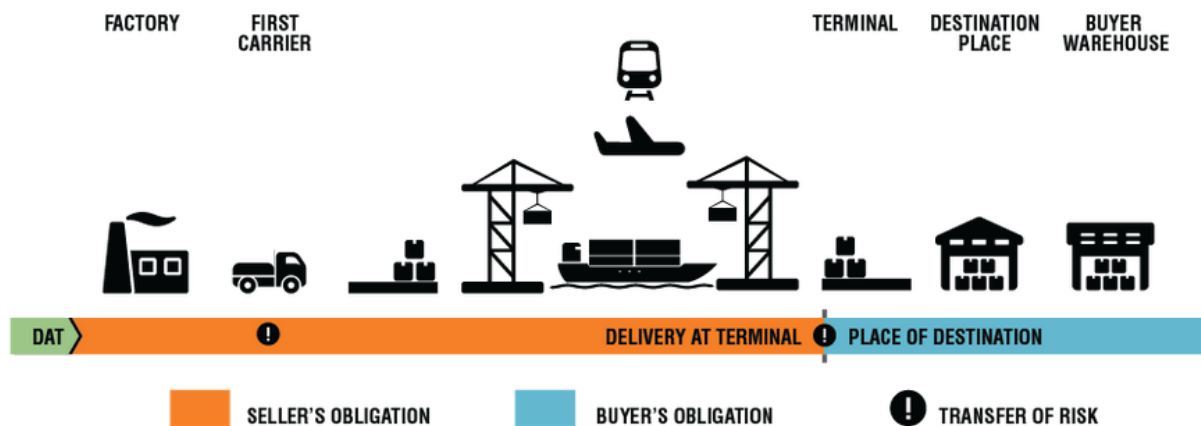 FACTORY
FIRST
CARRIER
TERMINAL
DESTINATION
PLACE
BUYER
WAREHOUSE
DAT
!
DELIVERY AT TERMINAL
!
PLACE OF DESTINATION
SELLER'S OBLIGATION
BUYER'S OBLIGATION
!
TRANSFER OF RISK